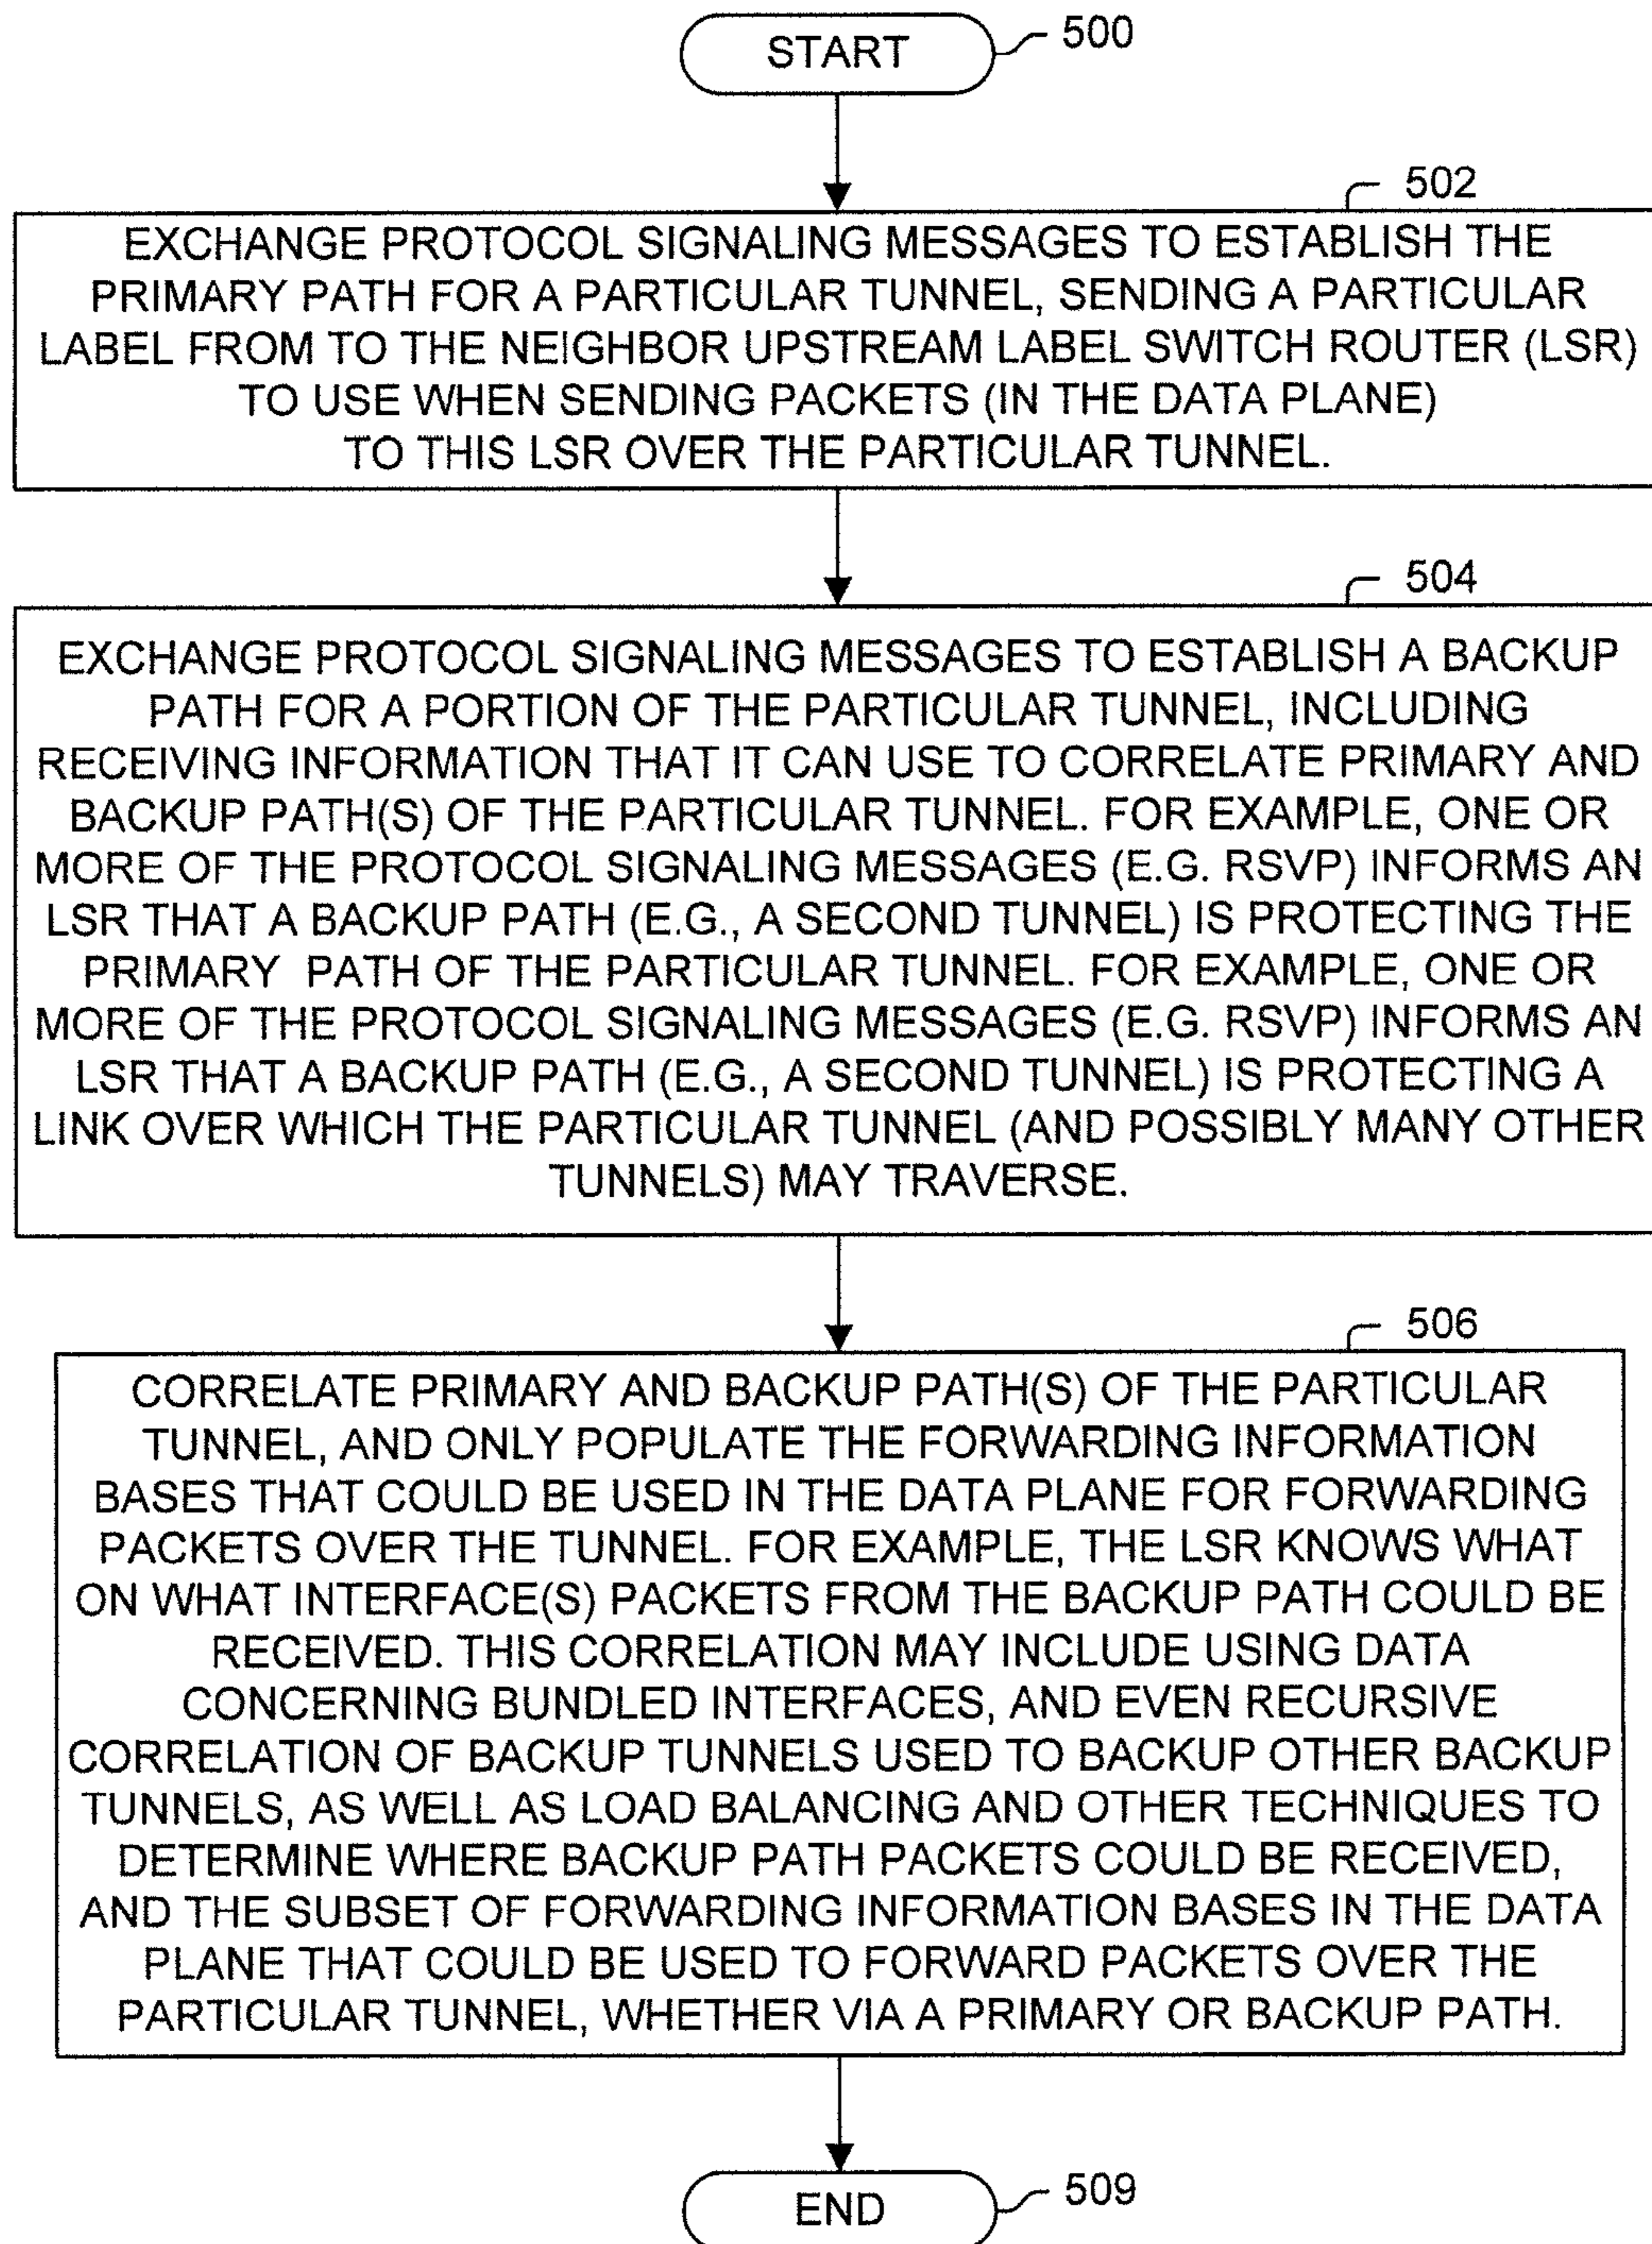 START
500
502
EXCHANGE PROTOCOL SIGNALING MESSAGES TO ESTABLISH THE
PRIMARY PATH FOR A PARTICULAR TUNNEL, SENDING A PARTICULAR
LABEL FROM TO THE NEIGHBOR UPSTREAM LABEL SWITCH ROUTER (LSR)
TO USE WHEN SENDING PACKETS (IN THE DATA PLANE)
TO THIS LSR OVER THE PARTICULAR TUNNEL.
504
EXCHANGE PROTOCOL SIGNALING MESSAGES TO ESTABLISH A BACKUP
PATH FOR A PORTION OF THE PARTICULAR TUNNEL, INCLUDING
RECEIVING INFORMATION THAT IT CAN USE TO CORRELATE PRIMARY AND
BACKUP PATH(S) OF THE PARTICULAR TUNNEL. FOR EXAMPLE, ONE OR
MORE OF THE PROTOCOL SIGNALING MESSAGES (E.G. RSVP) INFORMS AN
LSR THAT A BACKUP PATH (E.G., A SECOND TUNNEL) IS PROTECTING THE
PRIMARY PATH OF THE PARTICULAR TUNNEL. FOR EXAMPLE, ONE OR
MORE OF THE PROTOCOL SIGNALING MESSAGES (E.G. RSVP) INFORMS AN
LSR THAT A BACKUP PATH (E.G., A SECOND TUNNEL) IS PROTECTING A
LINK OVER WHICH THE PARTICULAR TUNNEL (AND POSSIBLY MANY OTHER
TUNNELS) MAY TRAVERSE.
506
CORRELATE PRIMARY AND BACKUP PATH(S) OF THE PARTICULAR
TUNNEL, AND ONLY POPULATE THE FORWARDING INFORMATION
BASES THAT COULD BE USED IN THE DATA PLANE FOR FORWARDING
PACKETS OVER THE TUNNEL. FOR EXAMPLE, THE LSR KNOWS WHAT
ON WHAT INTERFACE(S) PACKETS FROM THE BACKUP PATH COULD BE
RECEIVED. THIS CORRELATION MAY INCLUDE USING DATA
CONCERNING BUNDLED INTERFACES, AND EVEN RECURSIVE
CORRELATION OF BACKUP TUNNELS USED TO BACKUP OTHER BACKUP
TUNNELS, AS WELL AS LOAD BALANCING AND OTHER TECHNIQUES TO
DETERMINE WHERE BACKUP PATH PACKETS COULD BE RECEIVED,
AND THE SUBSET OF FORWARDING INFORMATION BASES IN THE DATA
PLANE THAT COULD BE USED TO FORWARD PACKETS OVER THE
PARTICULAR TUNNEL, WHETHER VIA A PRIMARY OR BACKUP PATH.
END
509